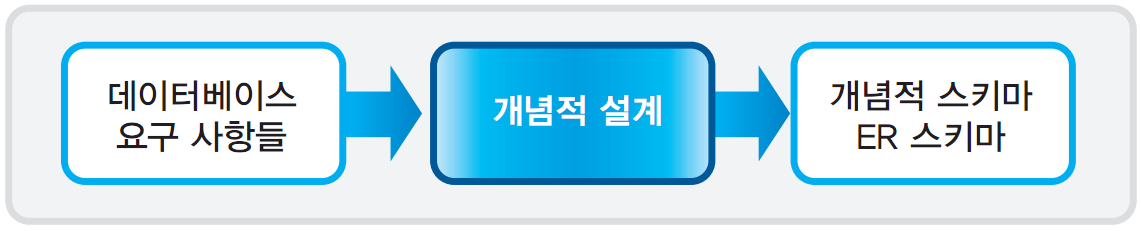 데이터베이스
요구 사항들
개념적 설계
개념적 스키마
ER 스키마